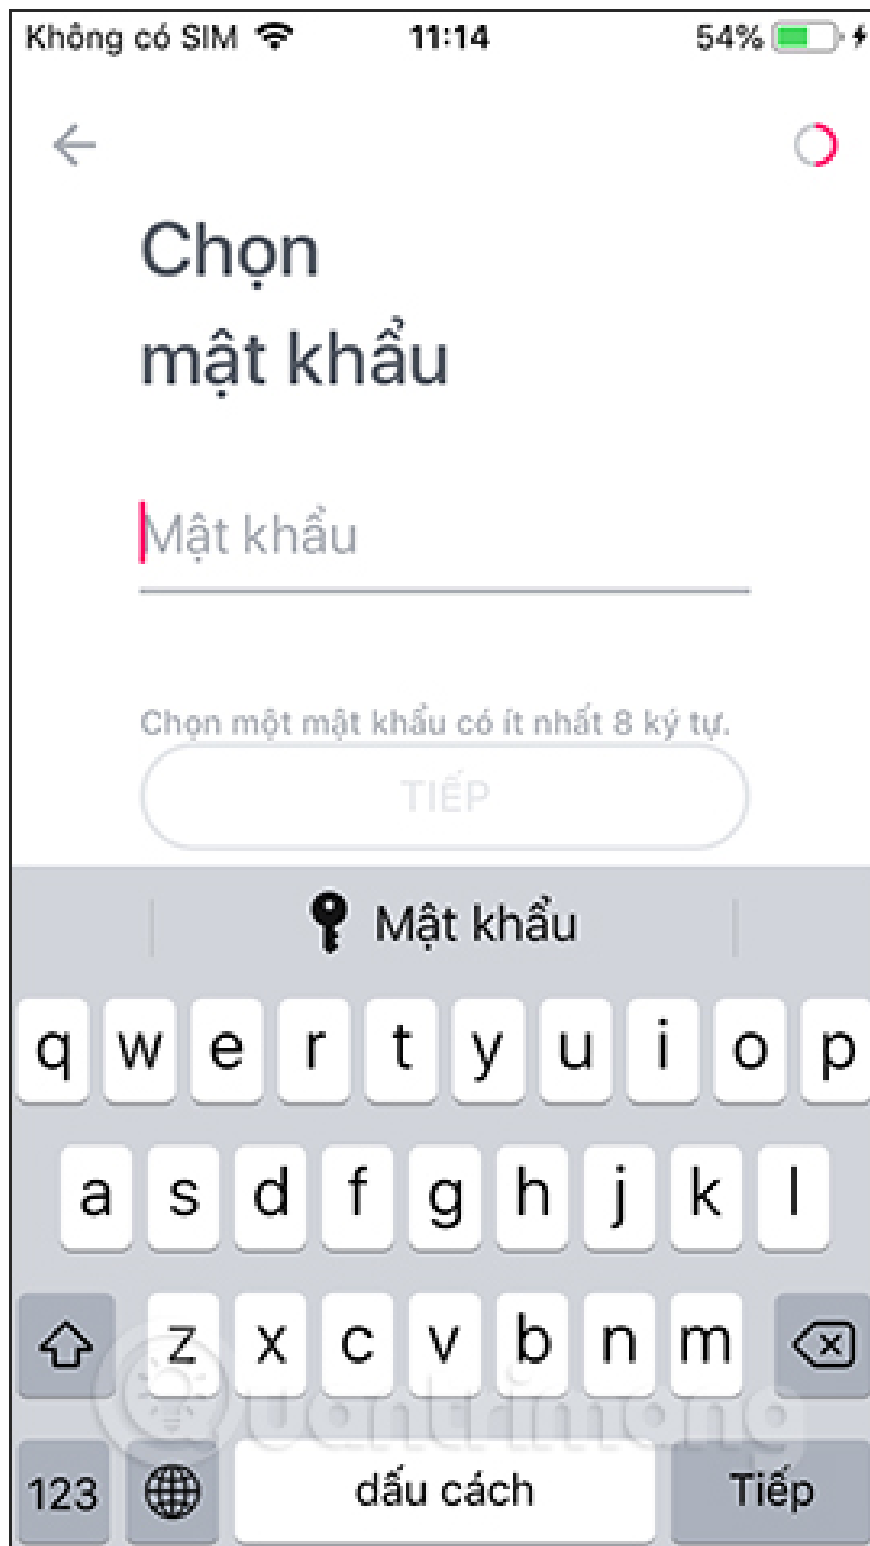 Không có SIM 11:14 54%
Chọn
mật khẩu
Mật khẩu
Chọn một mật khẩu có ít nhất 8 ký tự.
TIẾP
Mật khẩu
q w e r t y u i o p
a s d f g h j k l
z x c v b n m
uantrimang
123 dấu cách Tiếp